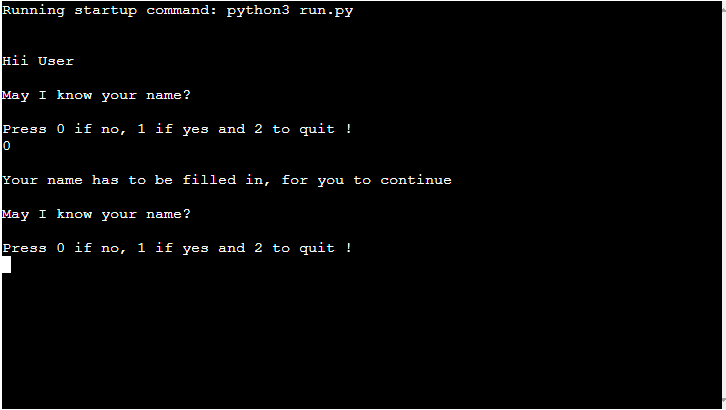 Running startup command: python3 run.py
Hii User
May I know your name?
Press 0 if no, 1 if yes and 2 to quit !
0
Your name has to be filled in, for you to continue
May I know your name?
Press 0 if no, 1 if yes and 2 to quit !